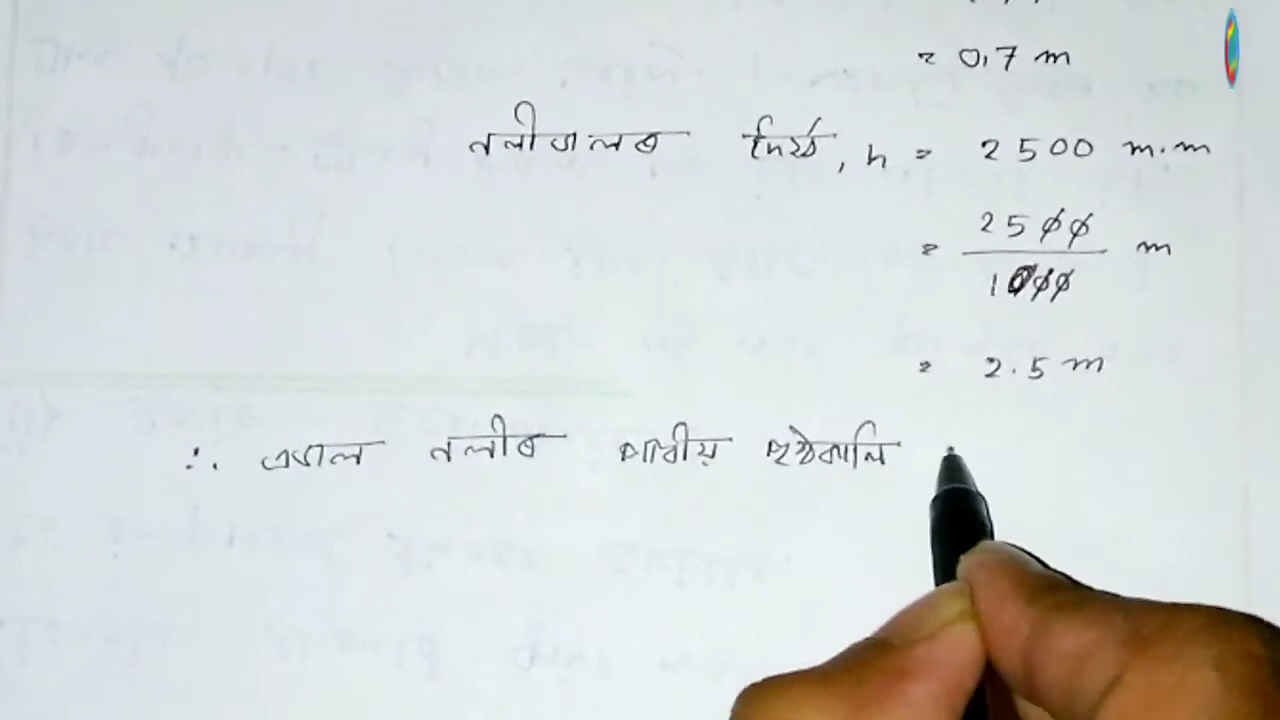 = 0.7 m
নলীডালৰ দৈৰ্ঘ্য, h = 2500 m.m
= 2500 / 1000 m
= 2.5 m
∴ এডাল নলীৰ পাৰ্শ্বীয় পৃষ্ঠকালি